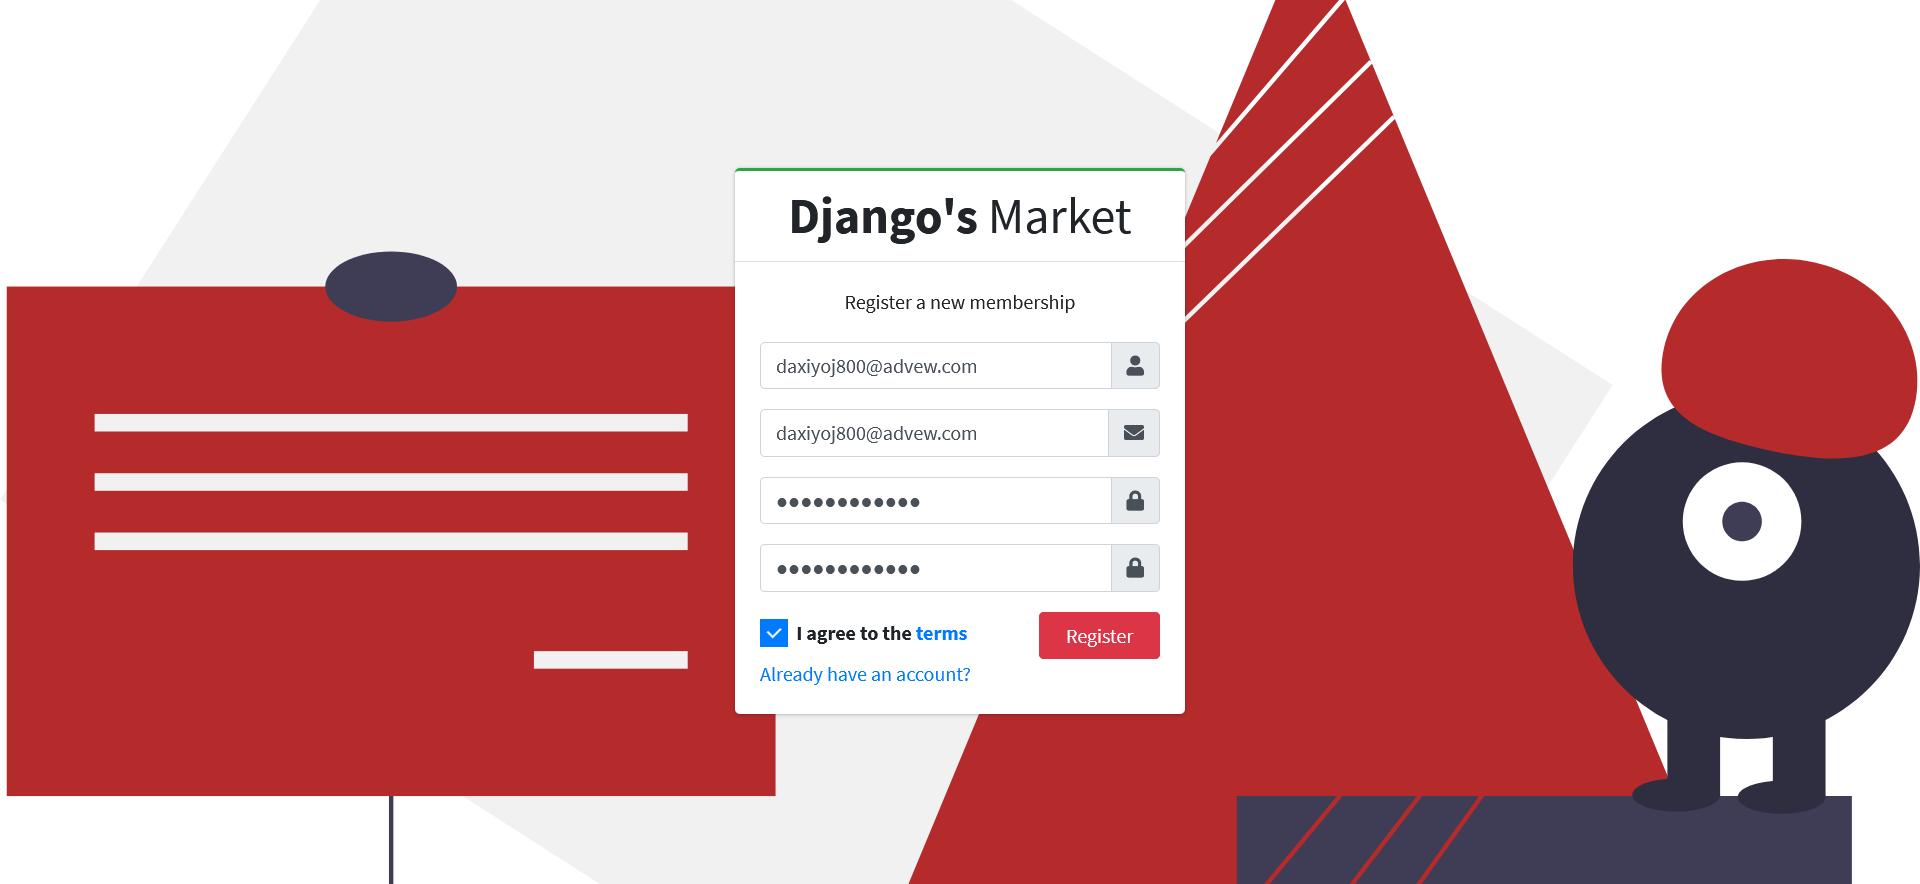 Django's Market
Register a new membership
daxiyoj800@advew.com
daxiyoj800@advew.com
●●●●●●●●●●●●
●●●●●●●●●●●●
I agree to the terms
Register
Already have an account?